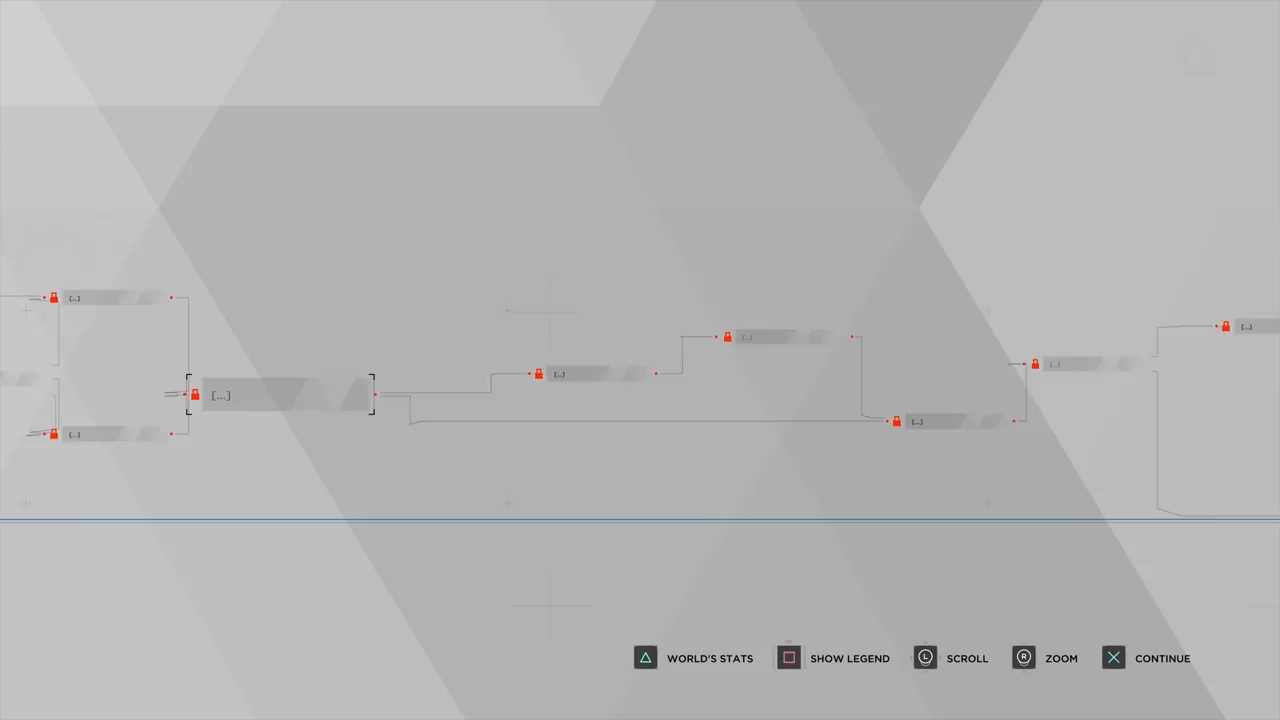 [...]
[...]
[...]
[...]
[...]
[...]
[...]
[...]
WORLD'S STATS
SHOW LEGEND
L
SCROLL
R
ZOOM
CONTINUE